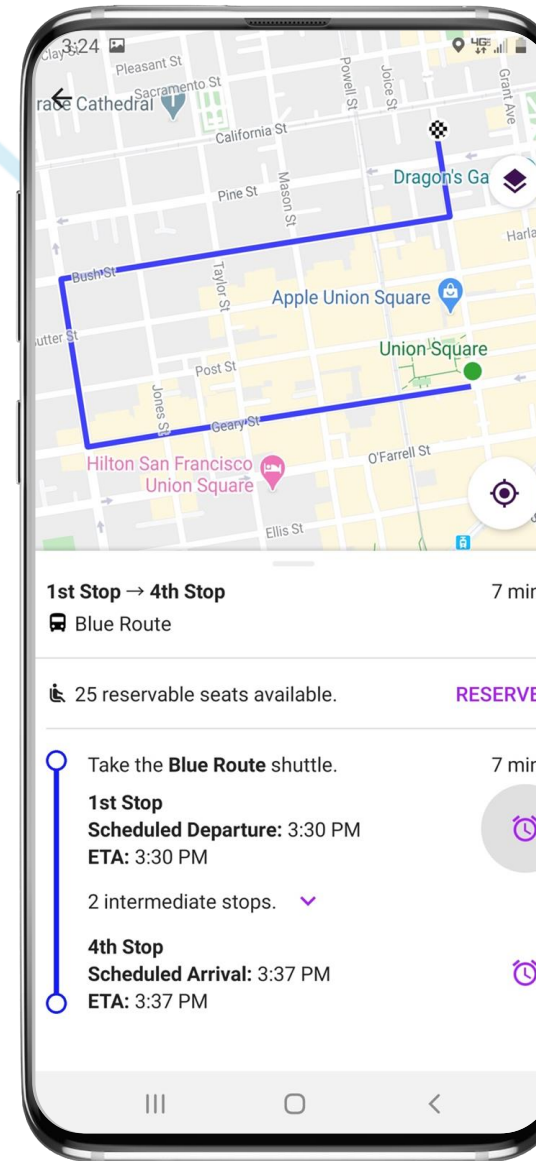 3:24
4G
Clay St
Pleasant St
Sacramento St
Powell St
Joice St
Grant Ave
race Cathedral
California St
Dragon's Ga
Pine St
Mason St
Harla
Bush St
Taylor St
Apple Union Square
utter St
Union Square
Post St
Jones St
Geary St
Hilton San Francisco
Union Square
O'Farrell St
Ellis St
1st Stop → 4th Stop
7 min
Blue Route
25 reservable seats available.
RESERVE
Take the Blue Route shuttle.
7 min
1st Stop
Scheduled Departure: 3:30 PM
ETA: 3:30 PM
2 intermediate stops.
4th Stop
Scheduled Arrival: 3:37 PM
ETA: 3:37 PM